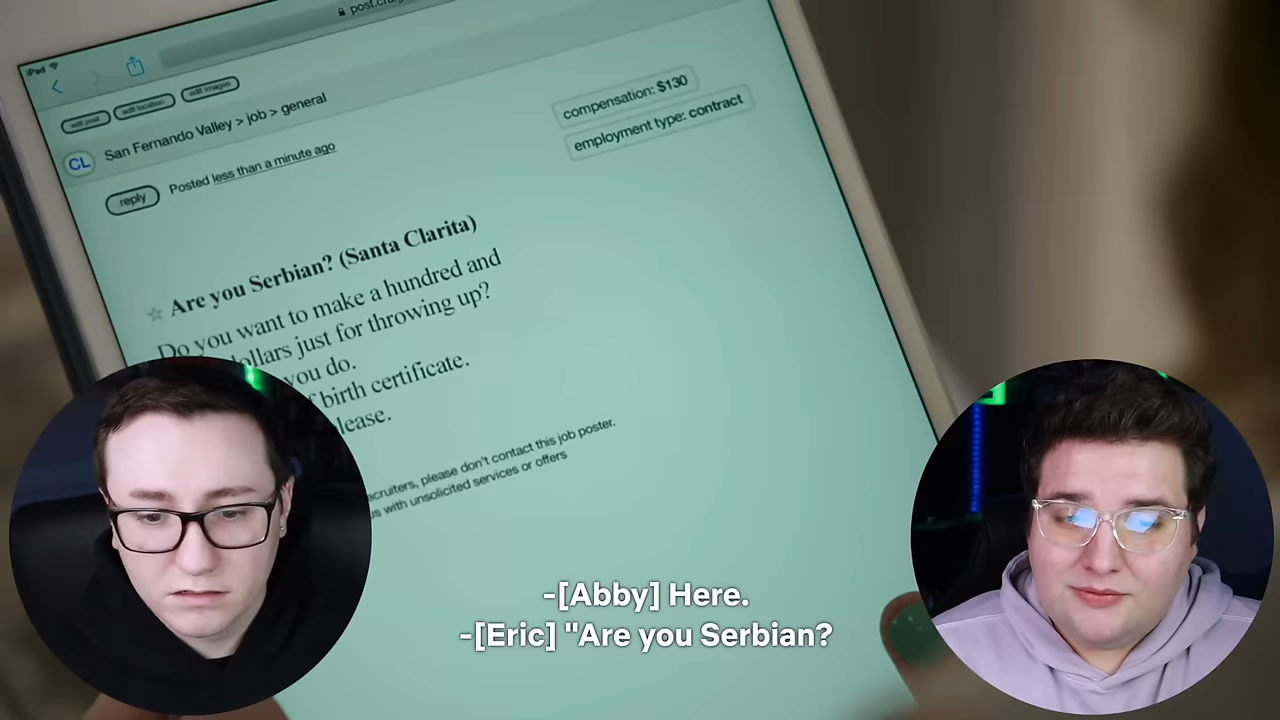 iPad
post.craig
edit post
edit location
edit images
CL San Fernando Valley > job > general
reply Posted less than a minute ago
compensation: $130
employment type: contract
☆ Are you Serbian? (Santa Clarita)
Do you want to make a hundred and
dollars just for throwing up?
you do.
birth certificate.
lease.
ecruiters, please don't contact this job poster.
us with unsolicited services or offers
-[Abby] Here.
-[Eric] "Are you Serbian?